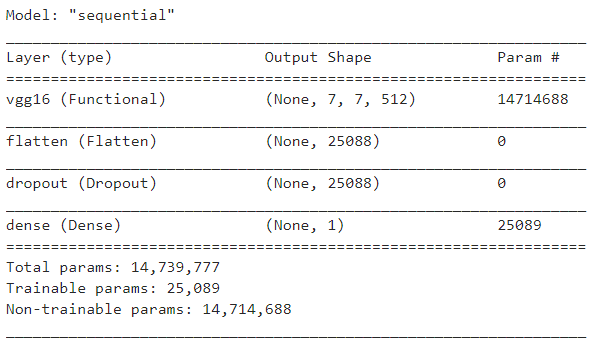 Model: "sequential"
Layer (type) Output Shape Param #
vgg16 (Functional) (None, 7, 7, 512) 14714688
flatten (Flatten) (None, 25088) 0
dropout (Dropout) (None, 25088) 0
dense (Dense) (None, 1) 25089
Total params: 14,739,777
Trainable params: 25,089
Non-trainable params: 14,714,688